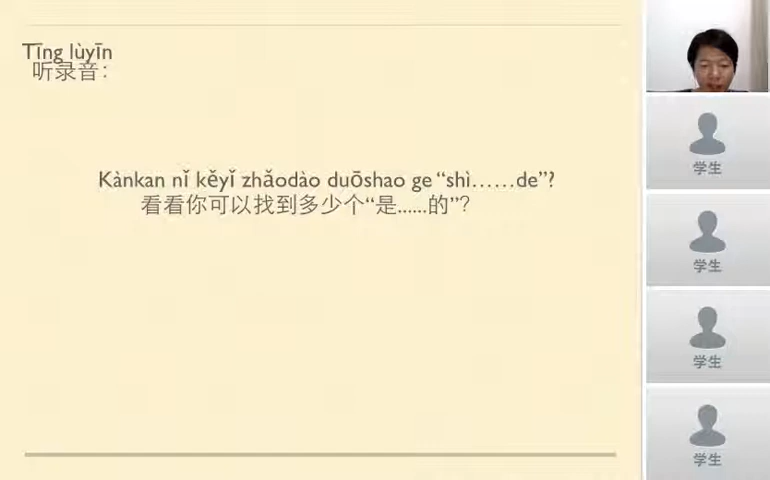 Tīng lùyīn
听录音：
Kànkan nǐ kěyǐ zhǎodào duōshao ge “shì……de”?
看看你可以找到多少个“是……的”？
学生
学生
学生
学生